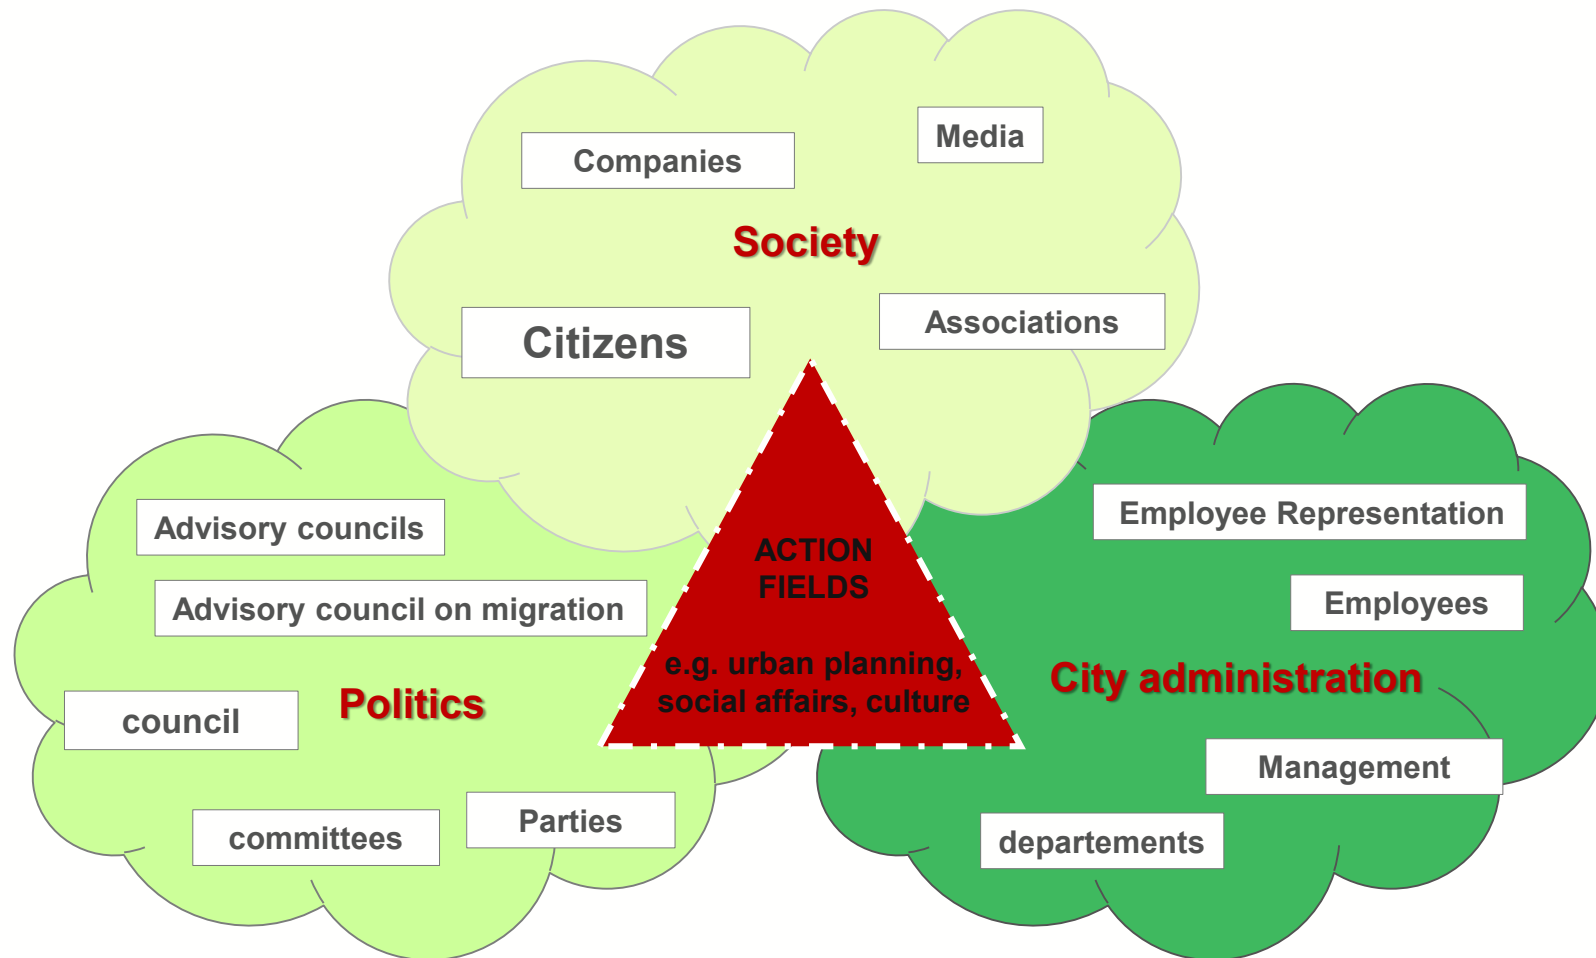 Companies
Media
Society
Citizens
Associations
Advisory councils
Advisory council on migration
council
Politics
committees
Parties
ACTION
FIELDS
e.g. urban planning,
social affairs, culture
Employee Representation
Employees
City administration
Management
departements